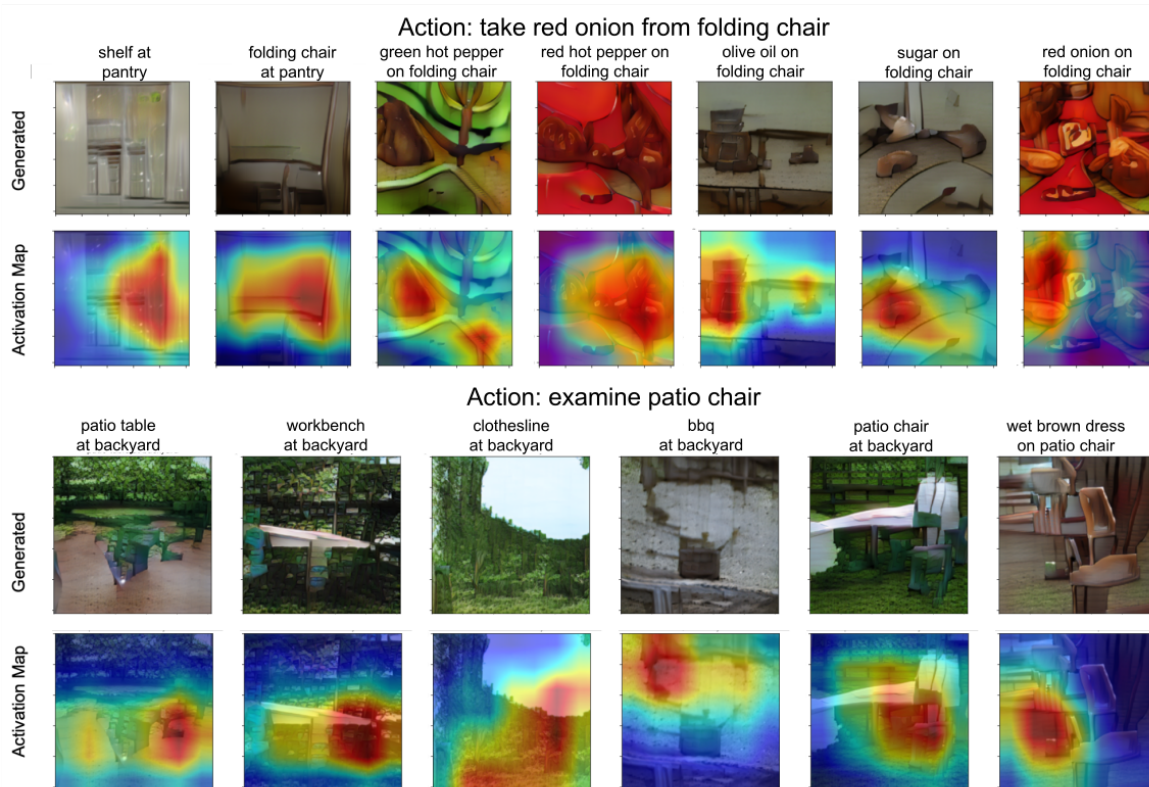 Action: take red onion from folding chair
shelf at
pantry
folding chair
at pantry
green hot pepper
on folding chair
red hot pepper on
folding chair
olive oil on
folding chair
sugar on
folding chair
red onion on
folding chair
Generated
Activation Map
Action: examine patio chair
patio table
at backyard
workbench
at backyard
clothesline
at backyard
bbq
at backyard
patio chair
at backyard
wet brown dress
on patio chair
Generated
Activation Map